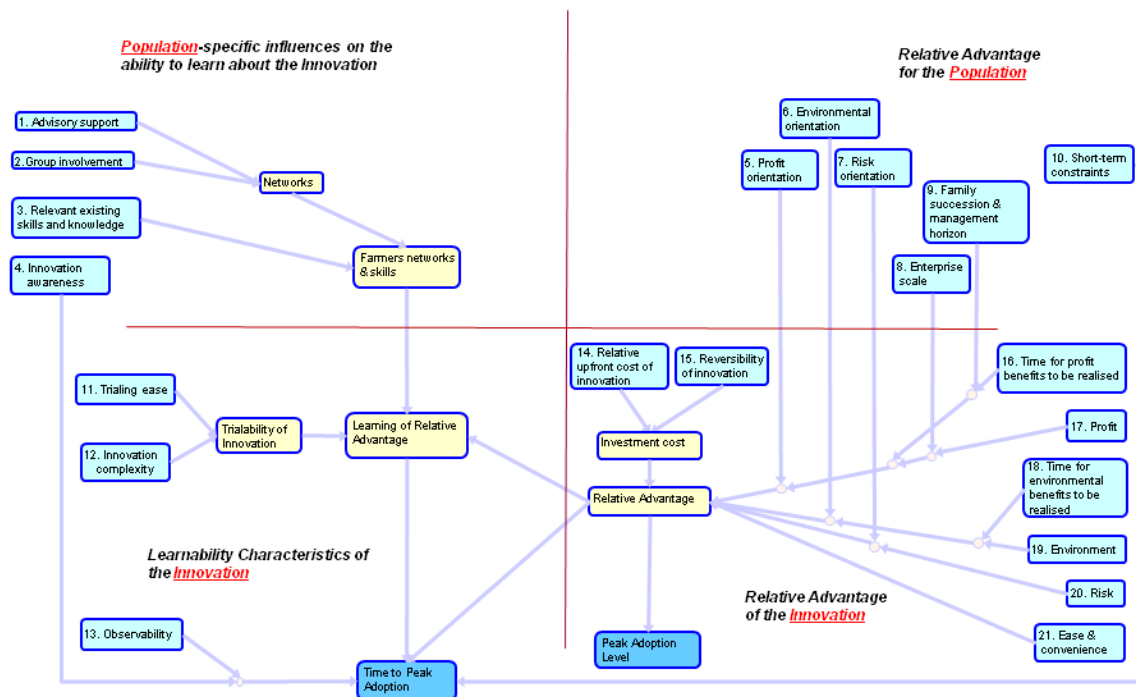 Population-specific influences on the
ability to learn about the Innovation
Relative Advantage
for the Population
1. Advisory support
2.Group involvement
Networks
3. Relevant existing
skills and knowledge
4. Innovation
awareness
Farmers networks
& skills
6. Environmental
orientation
5. Profit
orientation
7. Risk
orientation
10. Short-term
constraints
9. Family
succession &
management
horizon
8. Enterprise
scale
11. Trialing ease
12. Innovation
complexity
Trialability of
Innovation
Learning of Relative
Advantage
14. Relative
upfront cost of
innovation
15. Reversibility
of innovation
Investment cost
Relative Advantage
16. Time for profit
benefits to be realised
17. Profit
18. Time for
environmental
benefits to be
realised
19. Environment
20. Risk
21. Ease &
convenience
Learnability Characteristics of
the Innovation
Relative Advantage
of the Innovation
13. Observability
Time to Peak
Adoption
Peak Adoption
Level